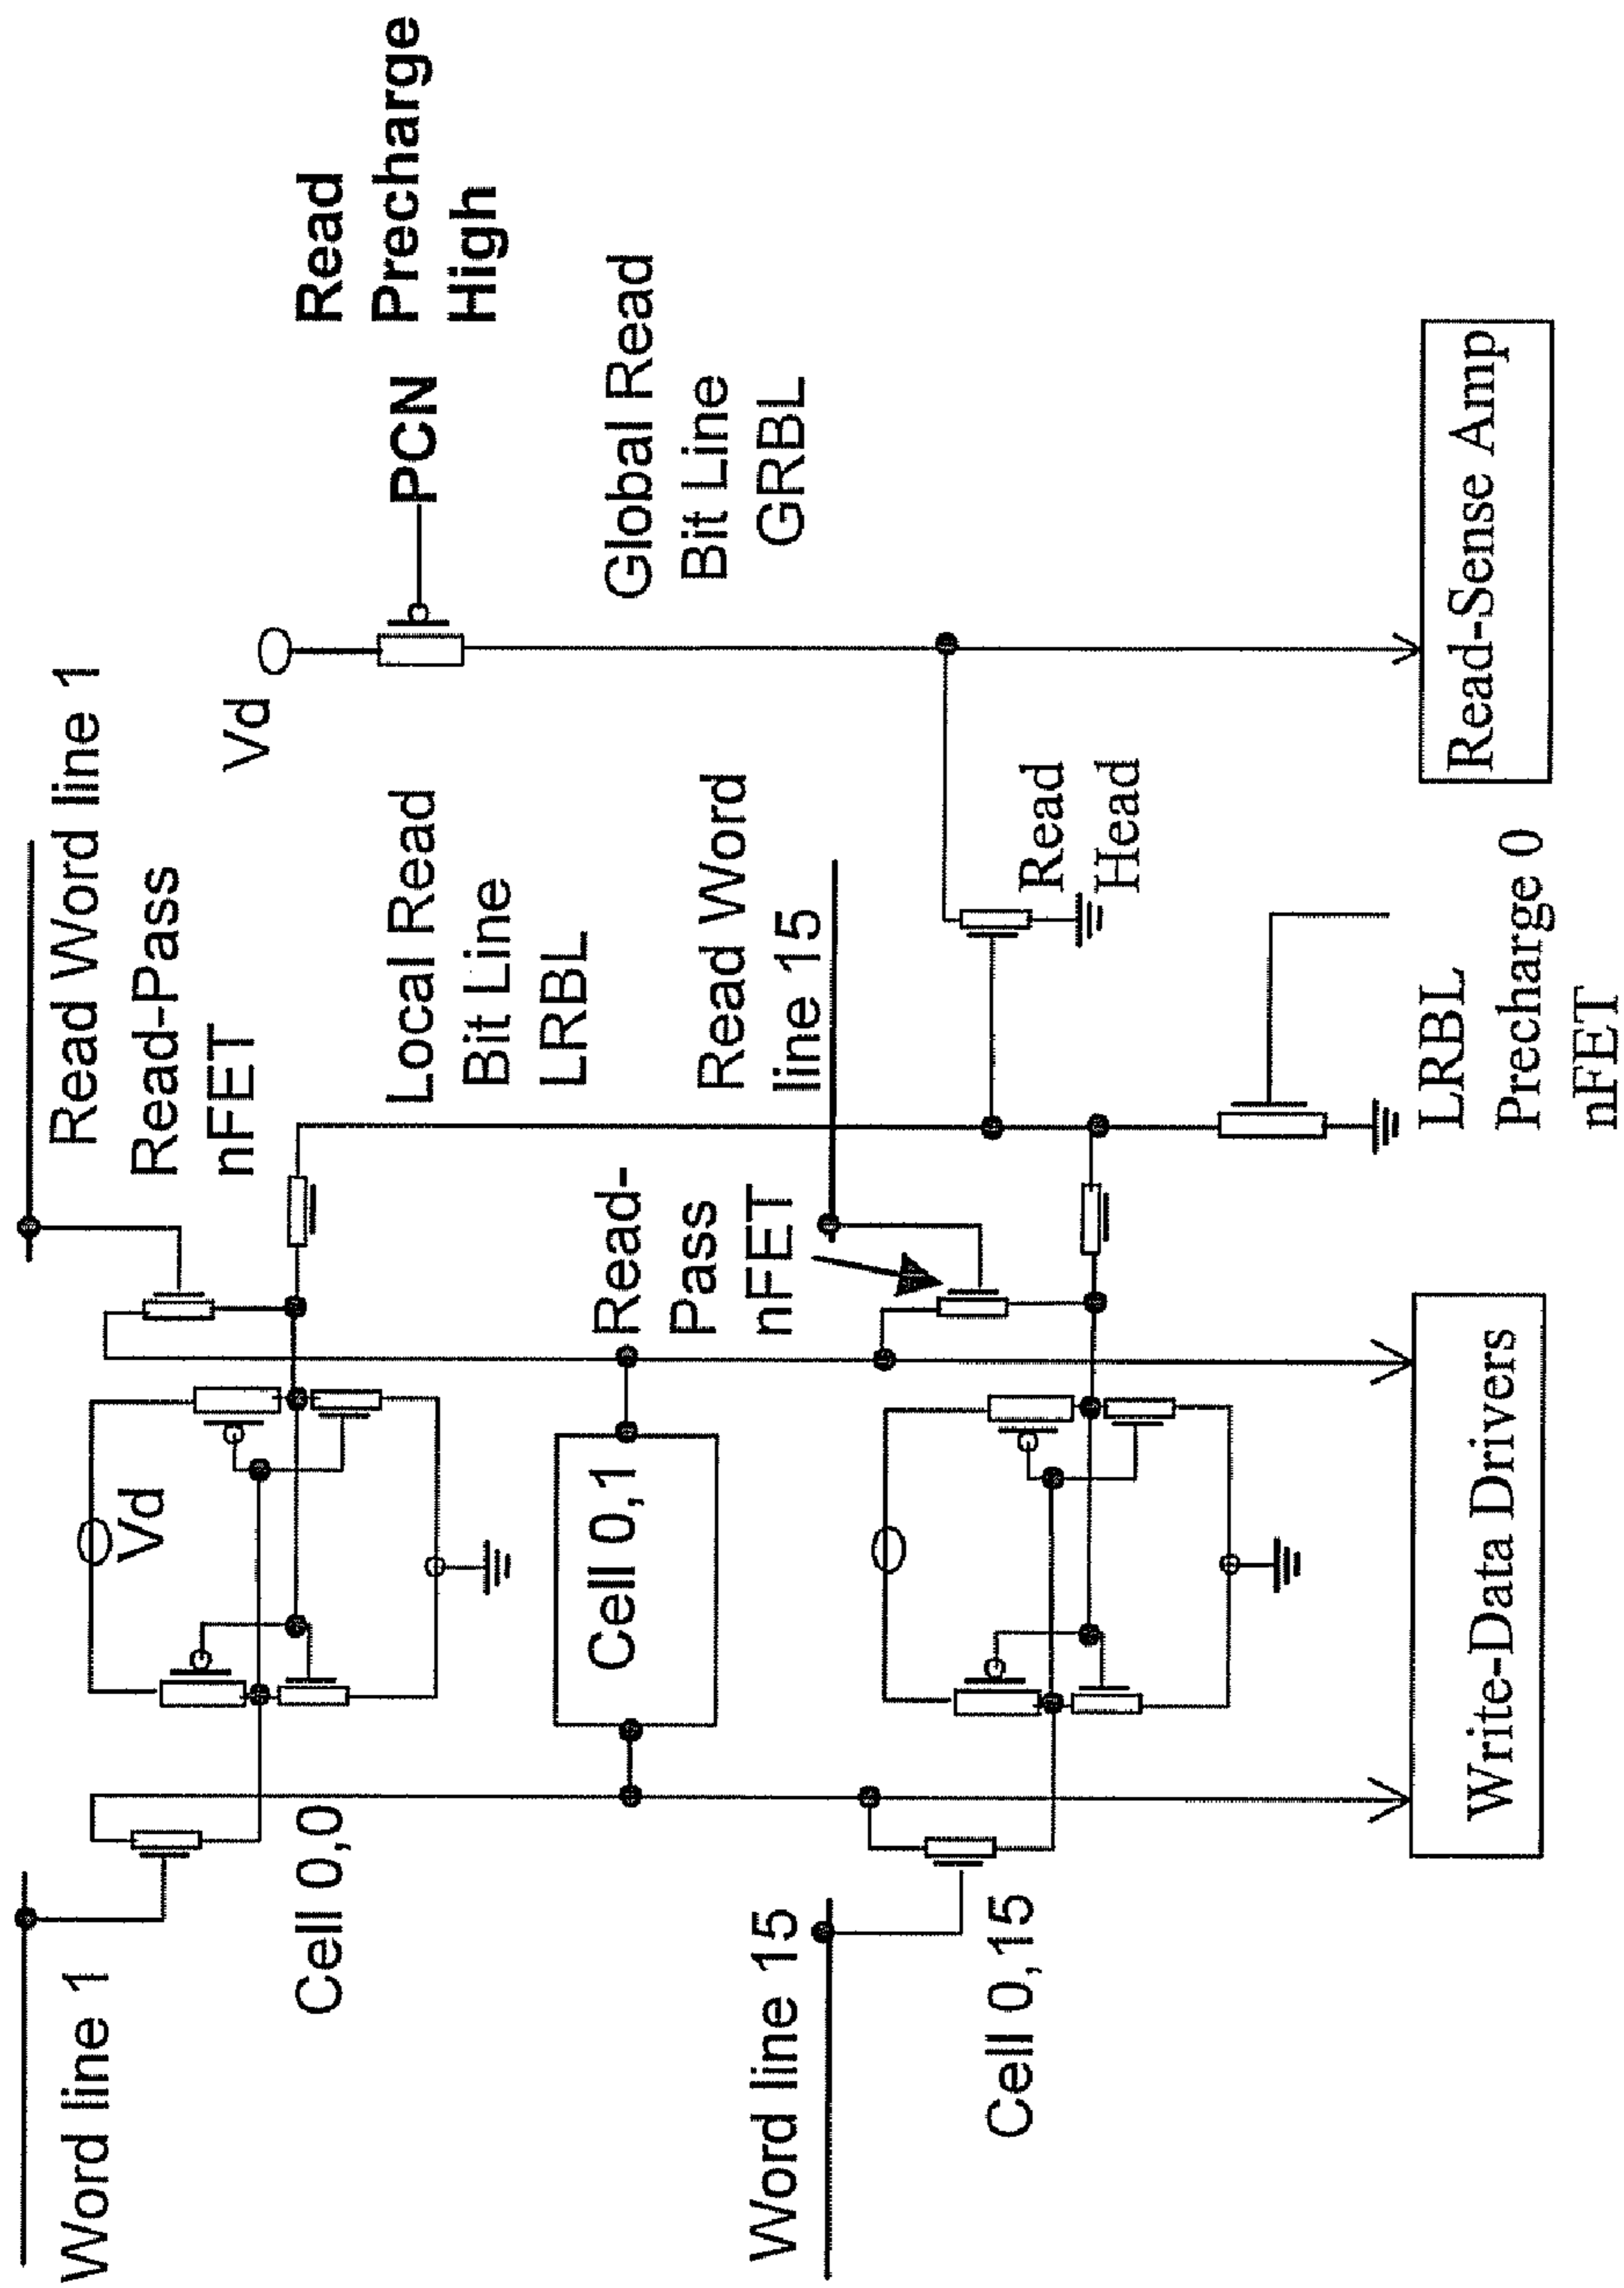 Word line 1
Read Word line 1
Read-Pass
nFET
Vd
Vd
PCN
Read
Precharge
High
Cell 0,0
Local Read
Bit Line
LRBL
Global Read
Bit Line
GRBL
Cell 0,1
Read-
Pass
nFET
Read Word
line 15
Word line 15
Cell 0,15
Read
Head
Write-Data Drivers
LRBL
Precharge 0
nFET
Read-Sense Amp